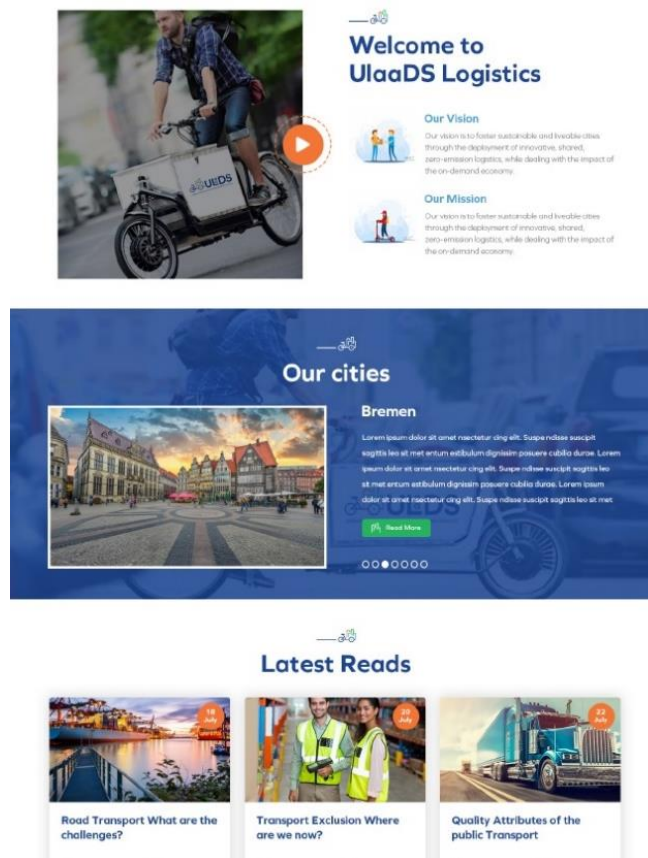 Welcome to
UlaaDS Logistics
Our Vision
Our vision is to foster sustainable and liveable cities
through the deployment of innovative, shared,
zero-emission logistics, while dealing with the impact of
the on-demand economy.
Our Mission
Our vision is to foster sustainable and liveable cities
through the deployment of innovative, shared,
zero-emission logistics, while dealing with the impact of
the on-demand economy.
ULEDS
Our cities
Bremen
Lorem ipsum dolor sit amet nsectetur cing elit. Suspe ndisse suscipit
sagittis leo sit met entum estibulum dignissim posuere cubilia durae. Lorem
ipsum dolor sit amet nsectetur cing elit. Suspe ndisse suscipit sagittis leo
sit met entum estibulum dignissim posuere cubilia durae. Lorem ipsum
dolor sit amet nsectetur cing elit. Suspe ndisse suscipit sagittis leo sit met
ULEDS
Read More
Latest Reads
18
July
20
July
22
July
Road Transport What are the
challenges?
Transport Exclusion Where
are we now?
Quality Attributes of the
public Transport